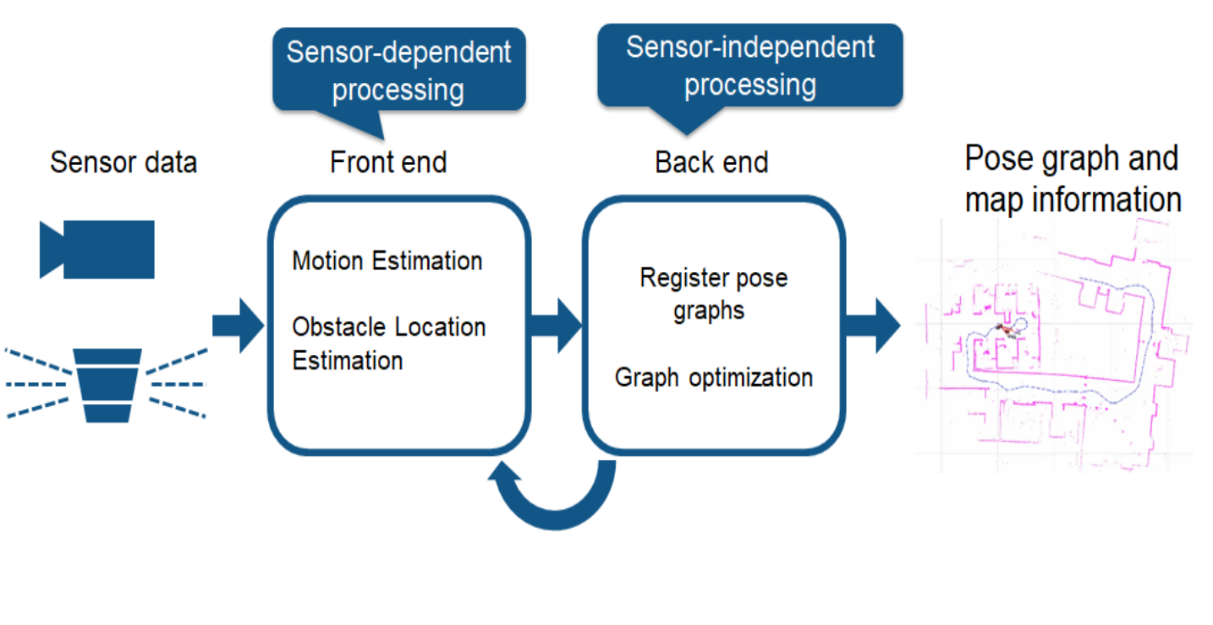 Sensor-dependent
processing
Sensor-independent
processing
Sensor data
Front end
Back end
Pose graph and
map information
Motion Estimation
Obstacle Location
Estimation
Register pose
graphs
Graph optimization